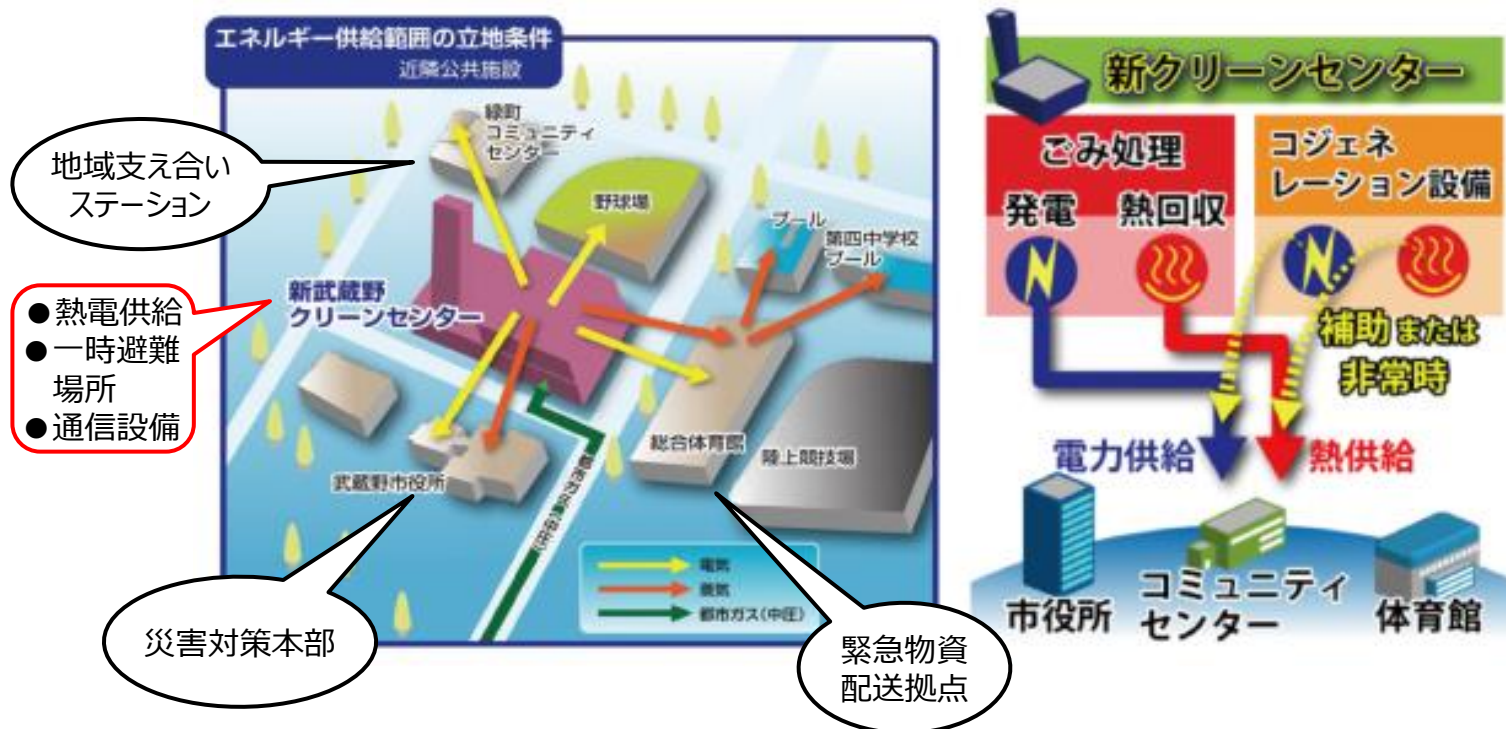 エネルギー供給範囲の立地条件
近隣公共施設
地域支え合い
ステーション
緑町
コミュニティ
センター
野球場
プール
第四中学校
プール
新武蔵野
クリーンセンター
●熱電供給
●一時避難
場所
●通信設備
武蔵野市役所
総合体育館
陸上競技場
都市ガス(中圧)
電気
蒸気
都市ガス(中圧)
災害対策本部
緊急物資
配送拠点
新クリーンセンター
ごみ処理
発電 熱回収
コジェネ
レーション設備
補助または
非常時
電力供給
熱供給
市役所
コミュニティ
センター
体育館